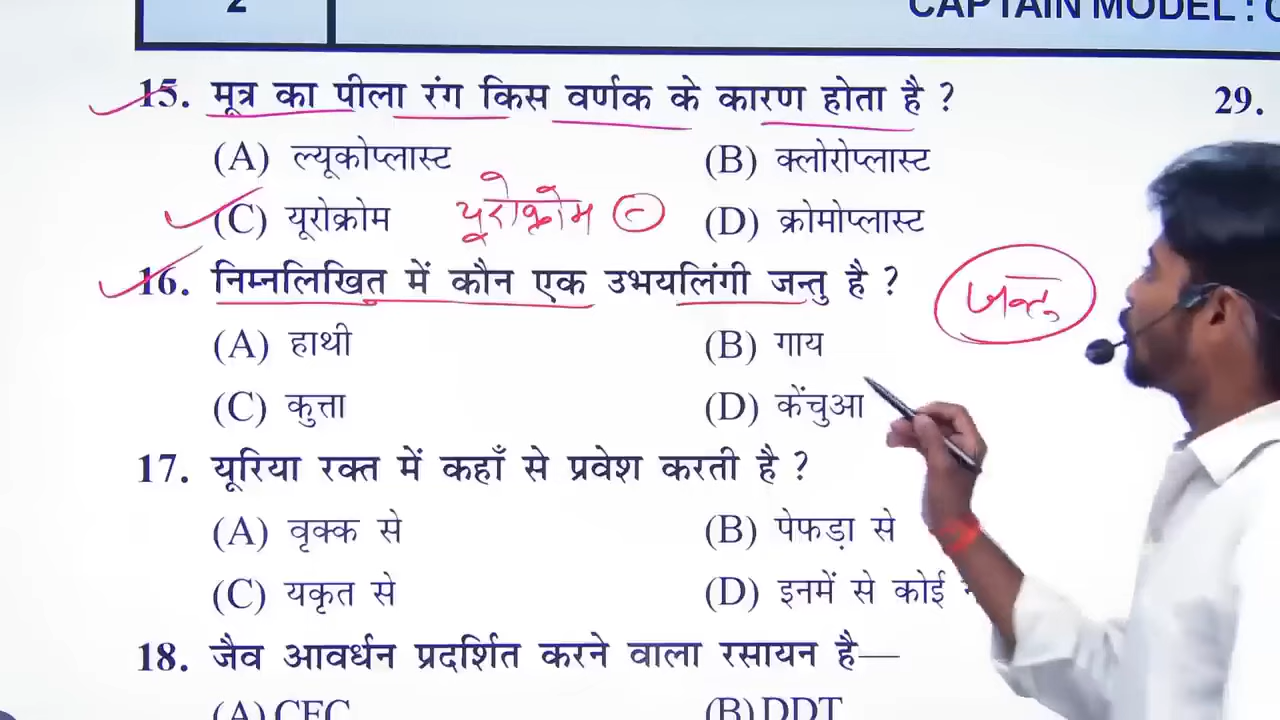 2
CAPTAIN MODEL :
15. मूत्र का पीला रंग किस वर्णक के कारण होता है ?
(A) ल्यूकोप्लास्ट (B) क्लोरोप्लास्ट
(C) यूरोक्रोम यूरोक्रोम (D) क्रोमोप्लास्ट
16. निम्नलिखित में कौन एक उभयलिंगी जन्तु है ?
जन्तु
(A) हाथी (B) गाय
(C) कुत्ता (D) केंचुआ
17. यूरिया रक्त में कहाँ से प्रवेश करती है ?
(A) वृक्क से (B) पेफड़ा से
(C) यकृत से (D) इनमें से कोई
18. जैव आवर्धन प्रदर्शित करने वाला रसायन है—
(A) CFC (B) DDT
29.